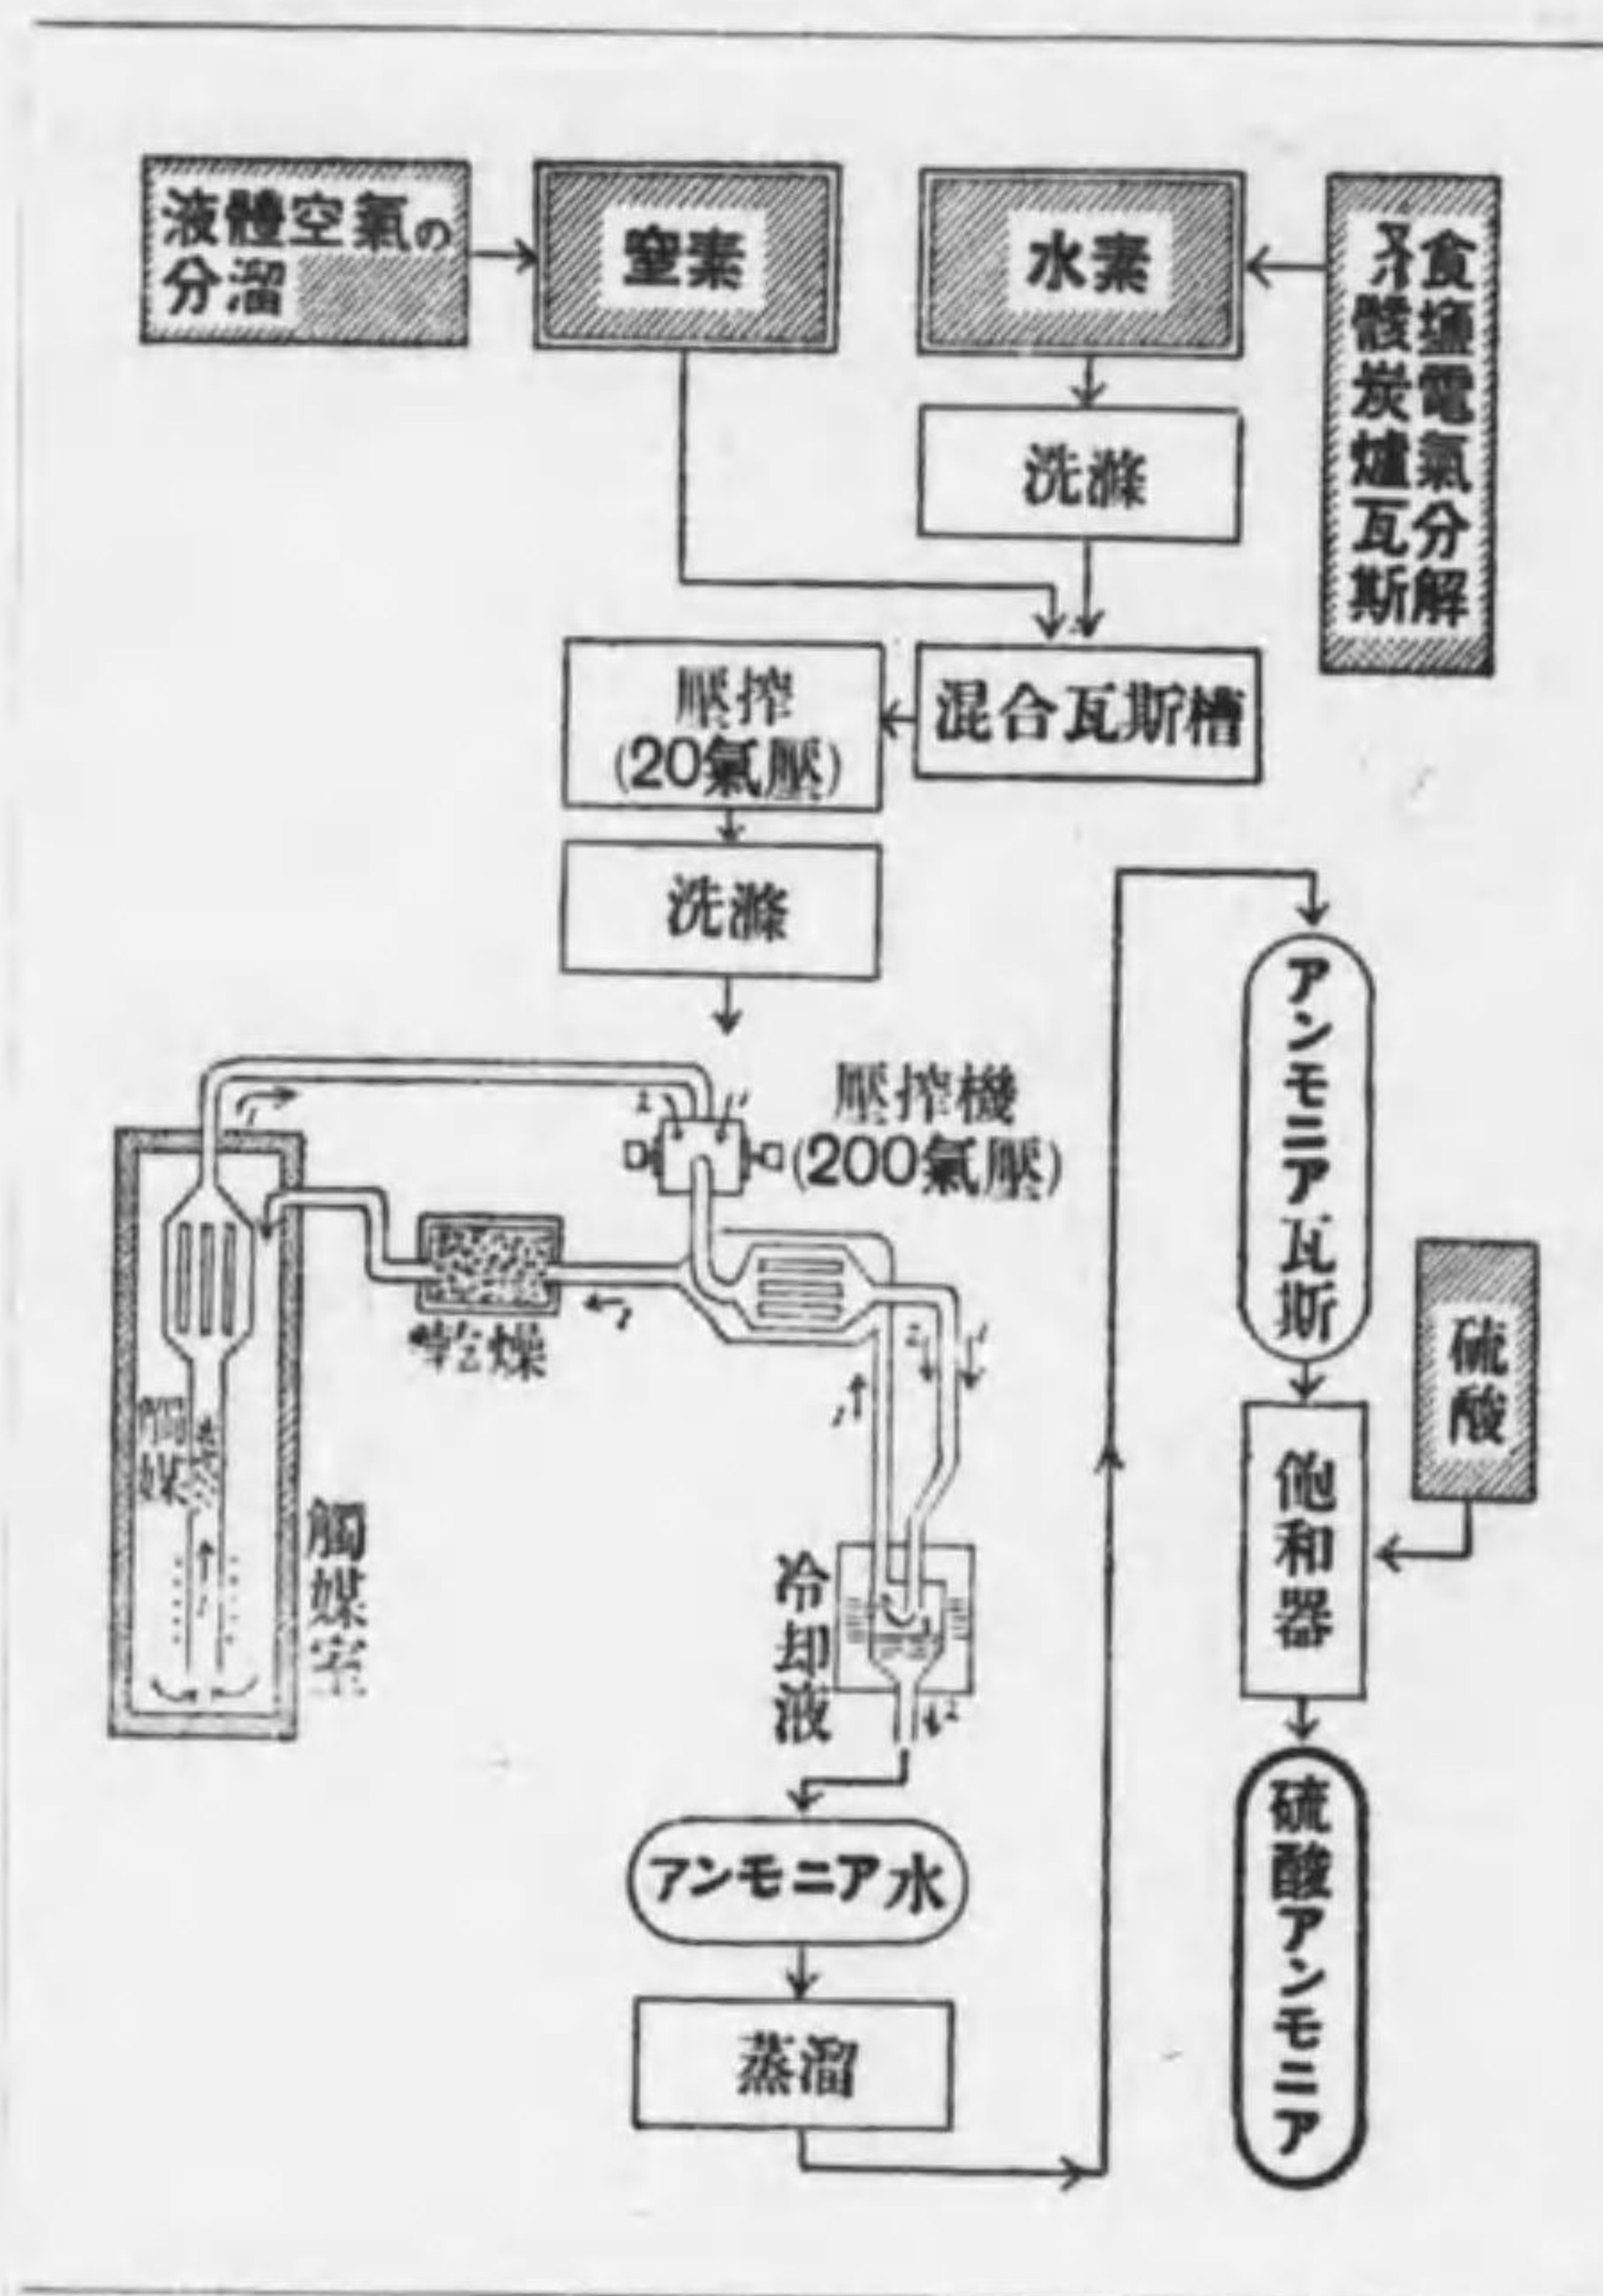 液體空氣の
分溜
窒素
水素
食鹽電氣分解
又ハ骸炭爐瓦斯
洗滌
混合瓦斯槽
壓搾
(20氣壓)
洗滌
壓搾機
(200氣壓)
乾燥
觸媒
觸媒室
冷却液
アンモニア水
蒸溜
アンモニア瓦斯
硫酸
飽和器
硫酸アンモニア